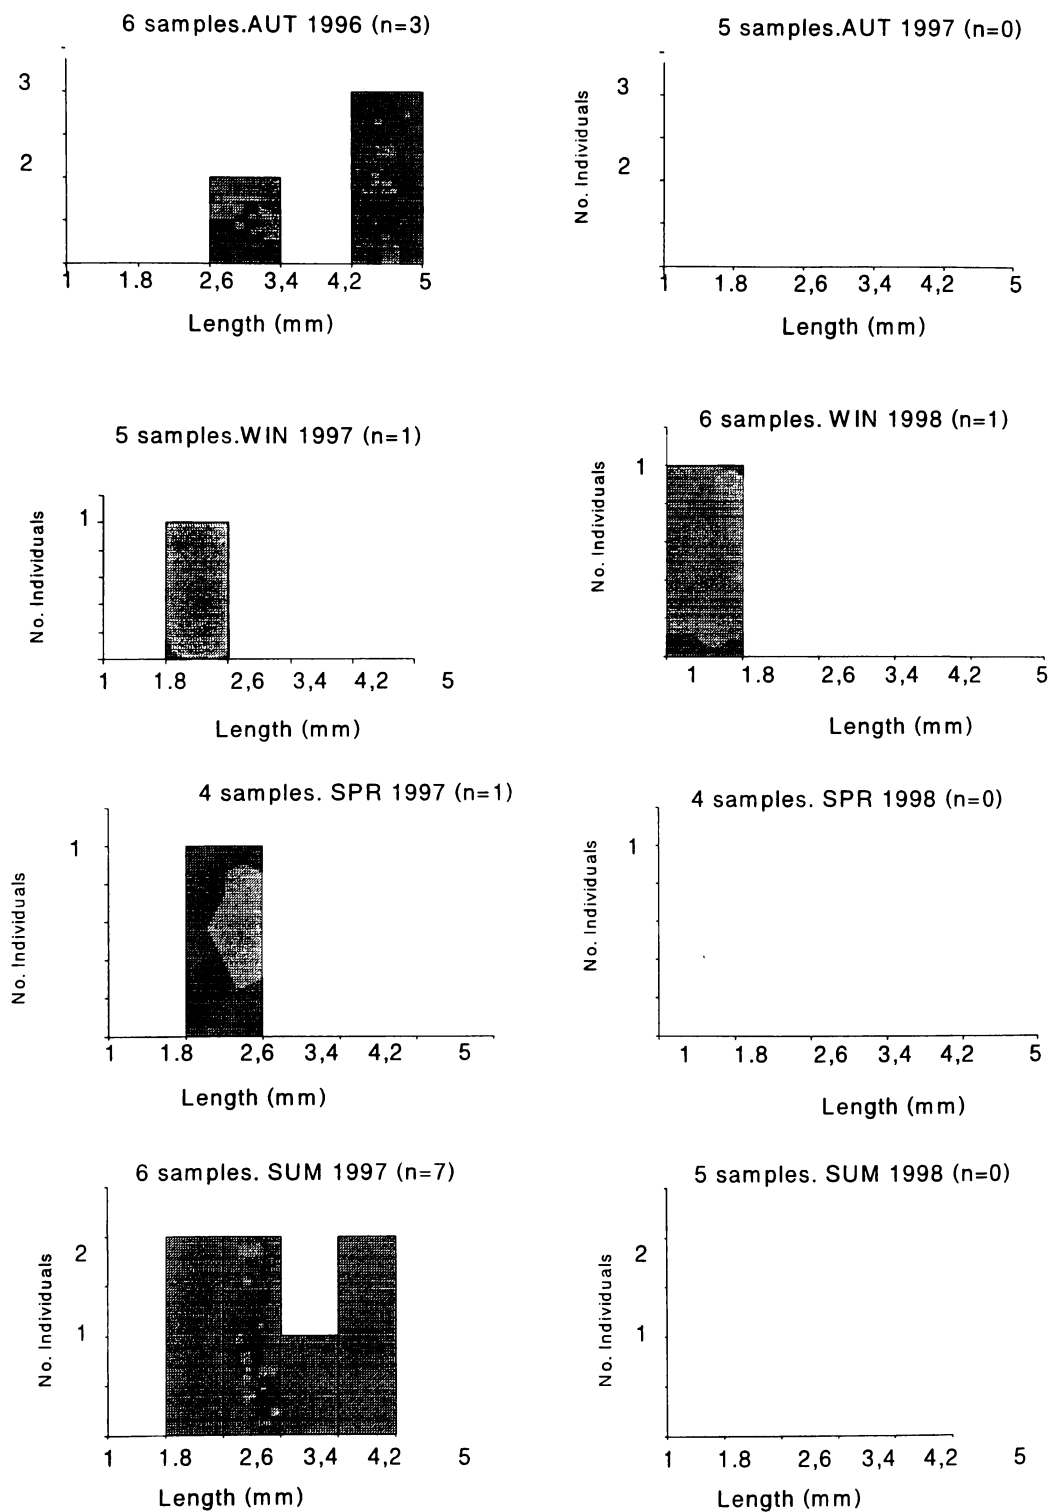 6 samples.AUT 1996 (n=3)
3
2
1 1.8 2,6 3,4 4,2 5
Length (mm)
5 samples.AUT 1997 (n=0)
No. Individuals
3
2
1 1.8 2,6 3,4 4,2 5
Length (mm)
5 samples.WIN 1997 (n=1)
No. Individuals
1
1 1.8 2,6 3,4 4,2 5
Length (mm)
6 samples. WIN 1998 (n=1)
No. Individuals
1
1 1.8 2,6 3,4 4,2 5
Length (mm)
4 samples. SPR 1997 (n=1)
No. Individuals
1
1 1.8 2,6 3,4 4,2 5
Length (mm)
4 samples. SPR 1998 (n=0)
No. Individuals
1
1 1.8 2,6 3,4 4,2 5
Length (mm)
6 samples. SUM 1997 (n=7)
No. Individuals
2
1
1 1.8 2,6 3,4 4,2 5
Length (mm)
5 samples. SUM 1998 (n=0)
No. Individuals
2
1
1 1.8 2,6 3,4 4,2 5
Length (mm)